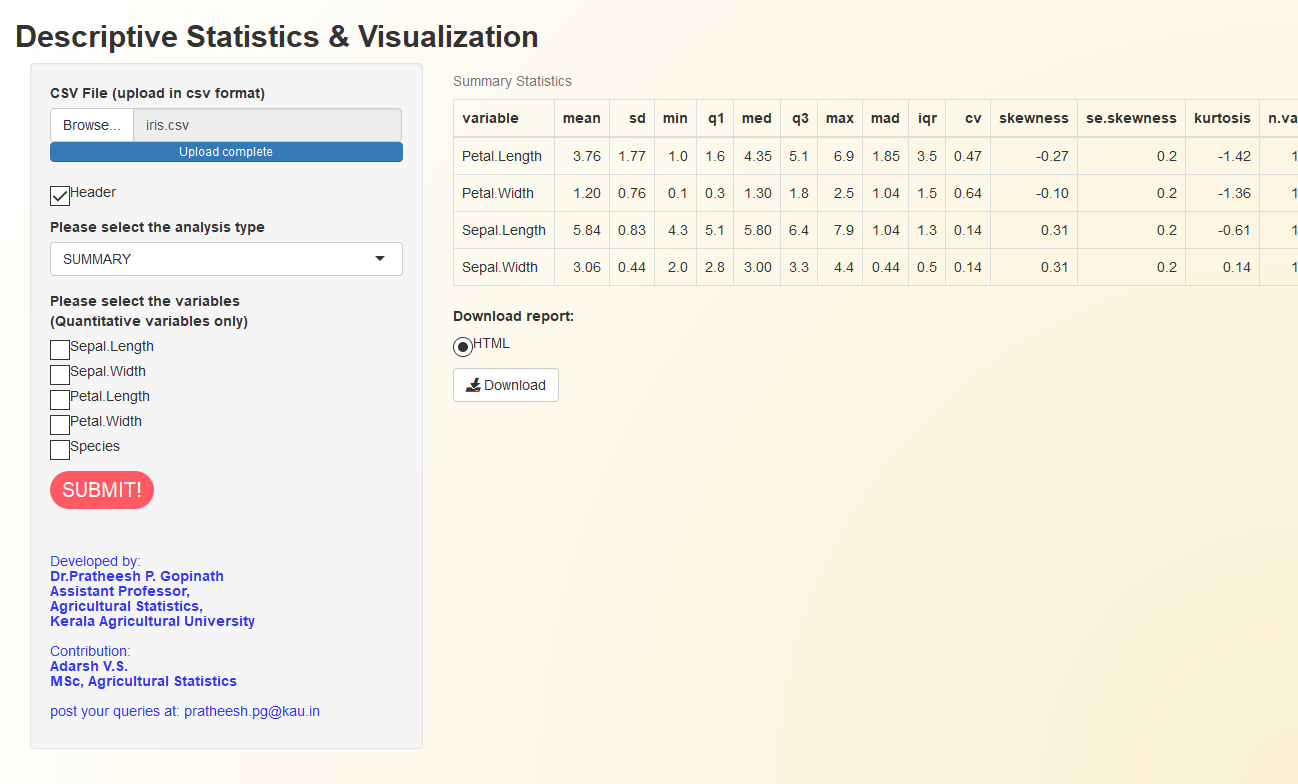 Descriptive Statistics & Visualization
CSV File (upload in csv format)
Browse... iris.csv
Upload complete
Header
Please select the analysis type
SUMMARY
Please select the variables
(Quantitative variables only)
Sepal.Length
Sepal.Width
Petal.Length
Petal.Width
Species
SUBMIT!
Developed by:
Dr.Pratheesh P. Gopinath
Assistant Professor,
Agricultural Statistics,
Kerala Agricultural University
Contribution:
Adarsh V.S.
MSc, Agricultural Statistics
post your queries at: pratheesh.pg@kau.in
Summary Statistics
variable mean sd min q1 med q3 max mad iqr cv skewness se.skewness kurtosis n.va
Petal.Length 3.76 1.77 1.0 1.6 4.35 5.1 6.9 1.85 3.5 0.47 -0.27 0.2 -1.42 1
Petal.Width 1.20 0.76 0.1 0.3 1.30 1.8 2.5 1.04 1.5 0.64 -0.10 0.2 -1.36 1
Sepal.Length 5.84 0.83 4.3 5.1 5.80 6.4 7.9 1.04 1.3 0.14 0.31 0.2 -0.61 1
Sepal.Width 3.06 0.44 2.0 2.8 3.00 3.3 4.4 0.44 0.5 0.14 0.31 0.2 0.14 1
Download report:
HTML
Download